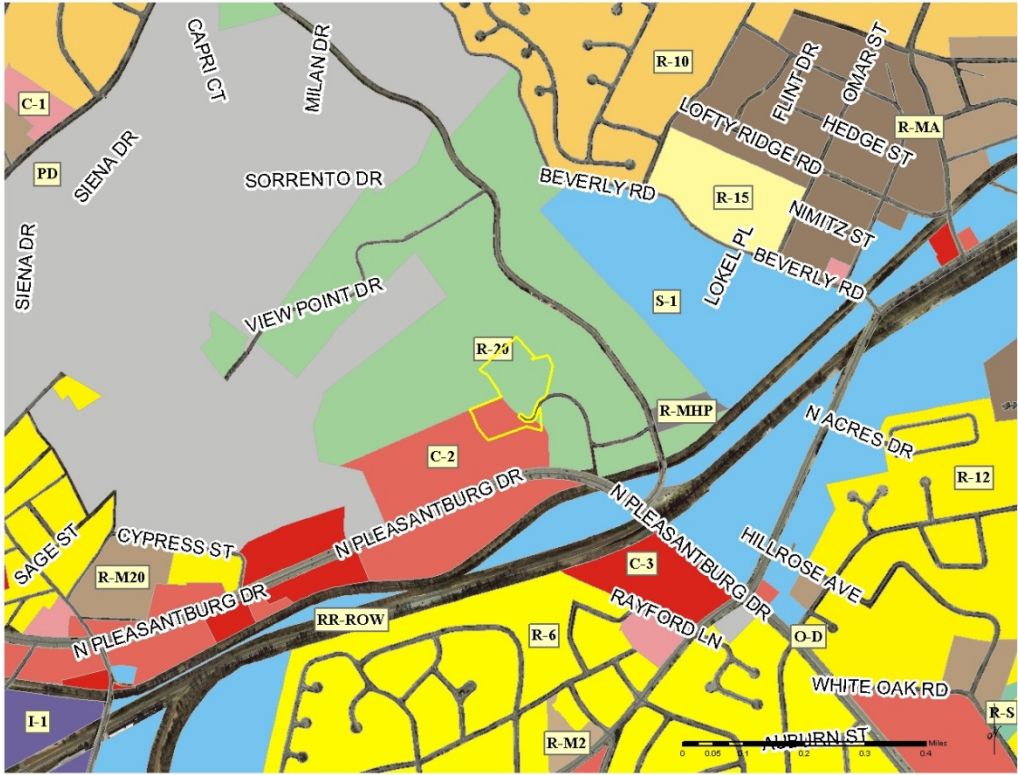 CAPRI CT
MILAN DR
FLINT DR
OMAR ST
R-10
C-1
LOFTY RIDGE RD
HEDGE ST
R-MA
SIENA DR
PD
SORRENTO DR
BEVERLY RD
R-15
NIMITZ ST
SIENA DR
LOKEL PL
BEVERLY RD
VIEW POINT DR
S-1
R-20
R-MHP
N ACRES DR
C-2
R-12
N PLEASANTBURG DR
N PLEASANTBURG DR
SAGE ST
CYPRESS ST
HILLROSE AVE
R-M20
C-3
N PLEASANTBURG DR
RAYFORD LN
RR-ROW
R-6
O-D
WHITE OAK RD
I-1
R-S
R-M2
AUBURN ST
Miles
0 0.05 0.1 0.2 0.3 0.4